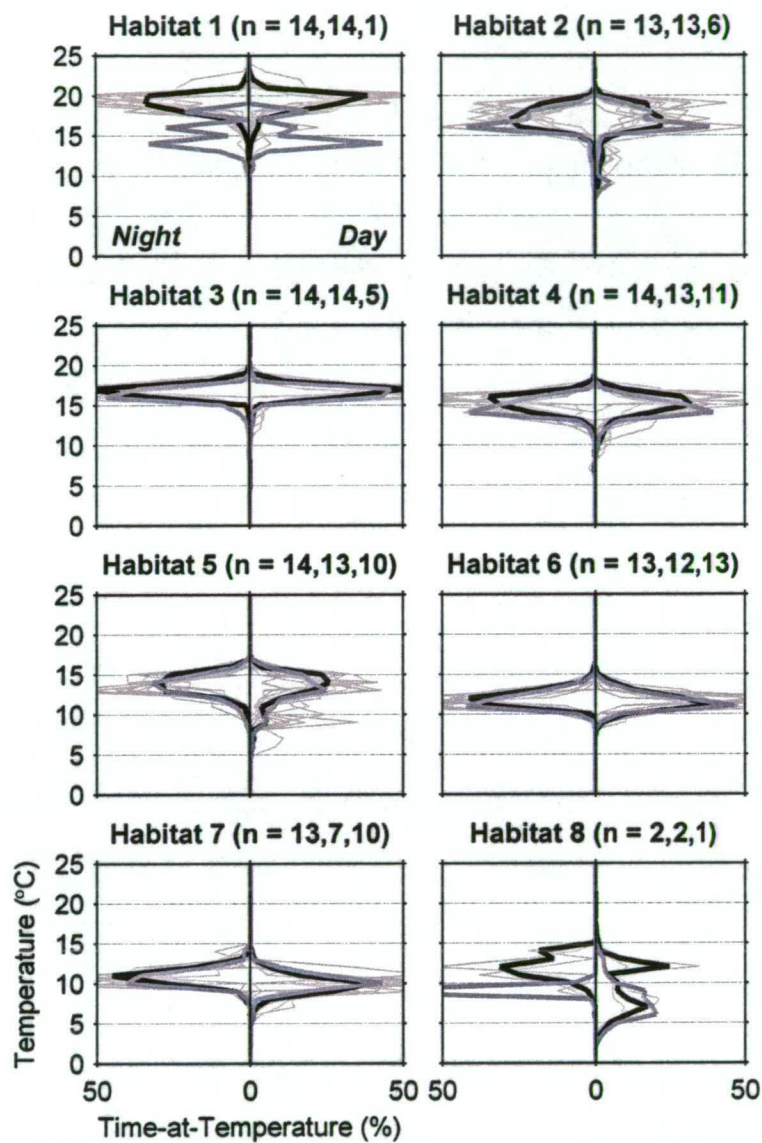 Habitat 1 (n = 14,14,1)
Habitat 2 (n = 13,13,6)
25
20
15
10
5
0
Night
Day
Habitat 3 (n = 14,14,5)
Habitat 4 (n = 14,13,11)
25
20
15
10
5
0
Habitat 5 (n = 14,13,10)
Habitat 6 (n = 13,12,13)
25
20
15
10
5
0
Habitat 7 (n = 13,7,10)
Habitat 8 (n = 2,2,1)
25
20
15
10
5
0
Temperature (°C)
50 0 50 0 50
Time-at-Temperature (%)